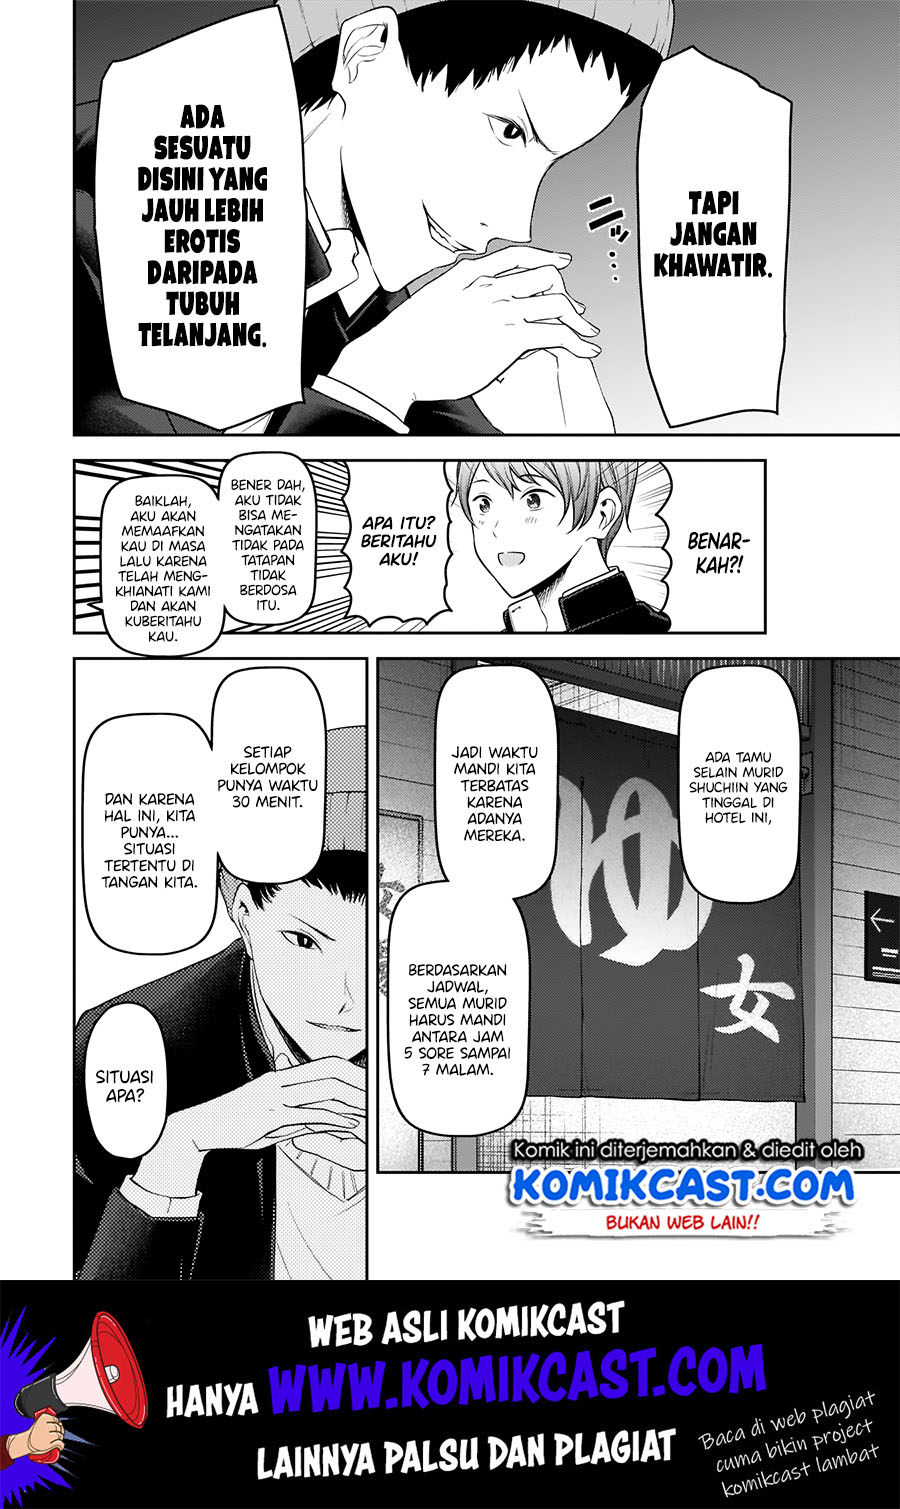 TAPI
JANGAN
KHAWATIR.
ADA
SESUATU
DISINI YANG
JAUH LEBIH
EROTIS
DARIPADA
TUBUH
TELANJANG.
BENAR-
KAH?!
APA ITU?
BERITAHU
AKU!
BENER DAH,
AKU TIDAK
BISA ME-
NGATAKAN
TIDAK PADA
TATAPAN
TIDAK
BERDOSA
ITU.
BAIKLAH,
AKU AKAN
MEMAAFKAN
KAU DI MASA
LALU KARENA
TELAH MENG-
KHIANATI KAMI
DAN AKAN
KUBERITAHU
KAU.
ADA TAMU
SELAIN MURID
SHUCHIIN YANG
TINGGAL DI
HOTEL INI,
JADI WAKTU
MANDI KITA
TERBATAS
KARENA
ADANYA
MEREKA.
BERDASARKAN
JADWAL,
SEMUA MURID
HARUS MANDI
ANTARA JAM
5 SORE SAMPAI
7 MALAM.
ゆ
女
SETIAP
KELOMPOK
PUNYA WAKTU
30 MENIT.
DAN KARENA
HAL INI, KITA
PUNYA...
SITUASI
TERTENTU DI
TANGAN KITA.
SITUASI
APA?
Komik ini diterjemahkan & diedit oleh
KOMIKCAST.COM
BUKAN WEB LAIN!!
WEB ASLI KOMIKCAST
HANYA WWW.KOMIKCAST.COM
LAINNYA PALSU DAN PLAGIAT
Baca di web plagiat
cuma bikin project
komikcast lambat